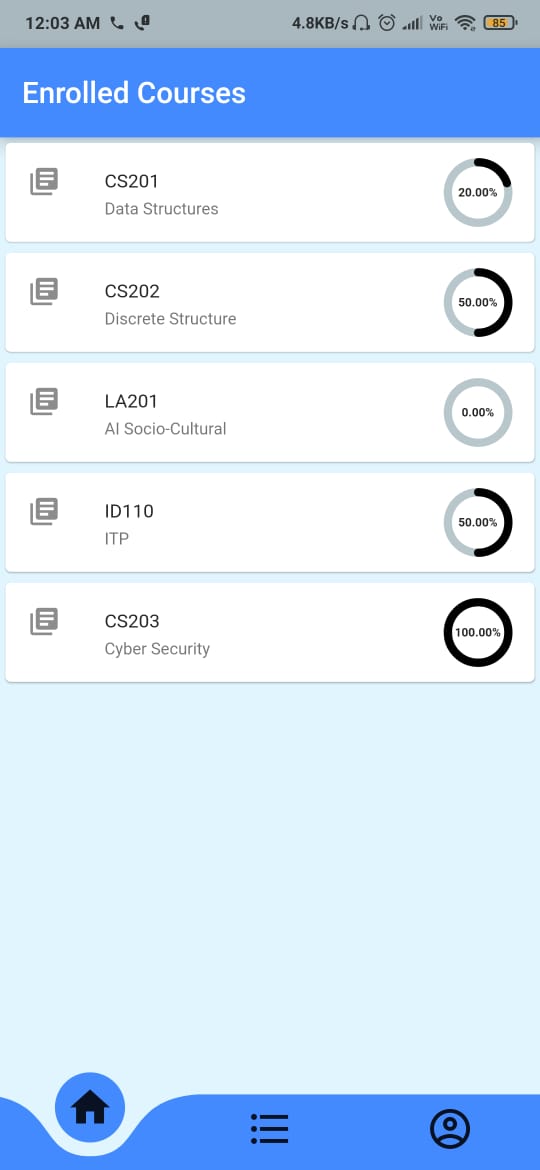 12:03 AM 4.8KB/s Vo WiFi 85
Enrolled Courses
CS201
Data Structures
20.00%
CS202
Discrete Structure
50.00%
LA201
AI Socio-Cultural
0.00%
ID110
ITP
50.00%
CS203
Cyber Security
100.00%